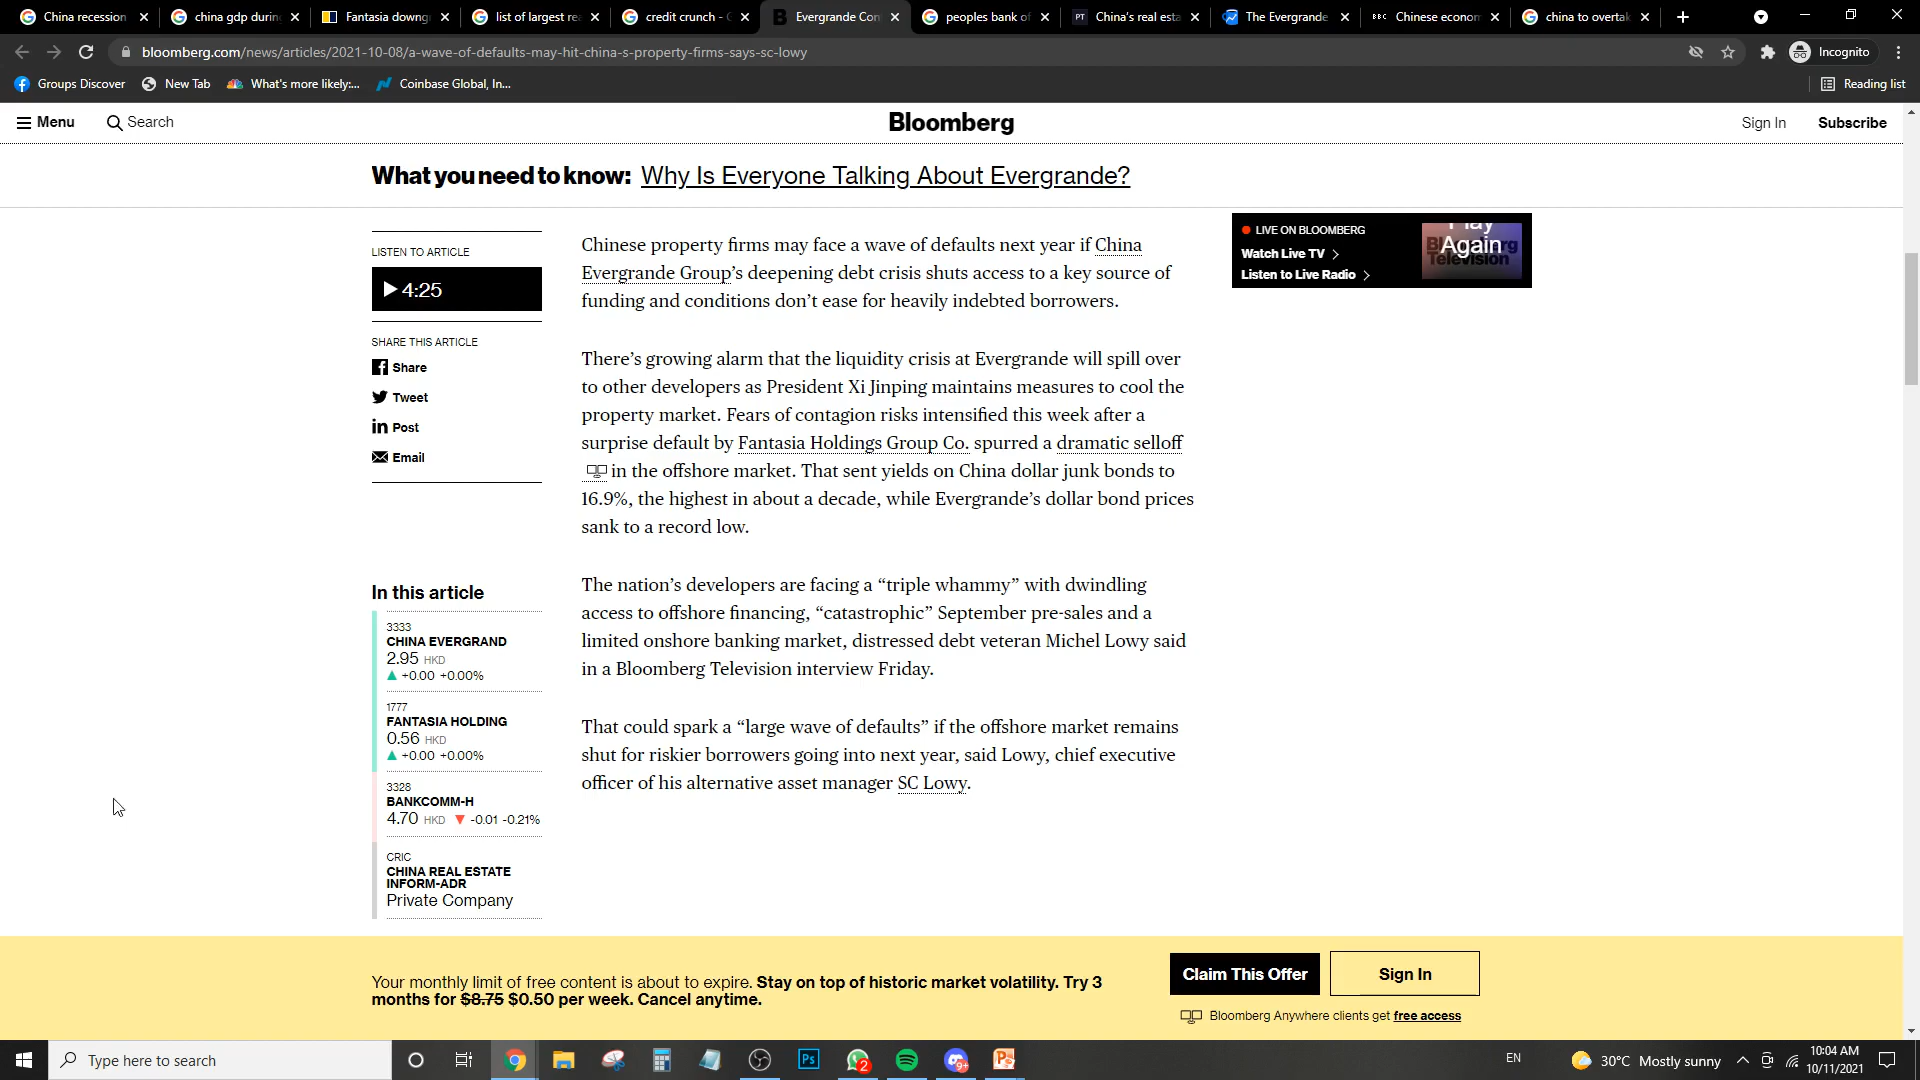 China recession
china gdp durin
Fantasia downg
list of largest re
credit crunch - G
Evergrande Con
peoples bank of
China's real esta
The Evergrande
Chinese econom
china to overtak
bloomberg.com/news/articles/2021-10-08/a-wave-of-defaults-may-hit-china-s-property-firms-says-sc-lowy
Incognito
Groups Discover
New Tab
What's more likely:...
Coinbase Global, In...
Reading list
Menu
Search
Bloomberg
Sign In
Subscribe
What you need to know: Why Is Everyone Talking About Evergrande?
LISTEN TO ARTICLE
4:25
SHARE THIS ARTICLE
Share
Tweet
Post
Email
In this article
3333
CHINA EVERGRAND
2.95 HKD
+0.00 +0.00%
1777
FANTASIA HOLDING
0.56 HKD
+0.00 +0.00%
3328
BANKCOMM-H
4.70 HKD ▼ -0.01 -0.21%
CRIC
CHINA REAL ESTATE
INFORM-ADR
Private Company
Chinese property firms may face a wave of defaults next year if China
Evergrande Group’s deepening debt crisis shuts access to a key source of
funding and conditions don’t ease for heavily indebted borrowers.
There’s growing alarm that the liquidity crisis at Evergrande will spill over
to other developers as President Xi Jinping maintains measures to cool the
property market. Fears of contagion risks intensified this week after a
surprise default by Fantasia Holdings Group Co. spurred a dramatic selloff
in the offshore market. That sent yields on China dollar junk bonds to
16.9%, the highest in about a decade, while Evergrande’s dollar bond prices
sank to a record low.
The nation’s developers are facing a “triple whammy” with dwindling
access to offshore financing, “catastrophic” September pre-sales and a
limited onshore banking market, distressed debt veteran Michel Lowy said
in a Bloomberg Television interview Friday.
That could spark a “large wave of defaults” if the offshore market remains
shut for riskier borrowers going into next year, said Lowy, chief executive
officer of his alternative asset manager SC Lowy.
LIVE ON BLOOMBERG
Watch Live TV
Listen to Live Radio
Play
Again
Television
Your monthly limit of free content is about to expire. Stay on top of historic market volatility. Try 3
months for $8.75 $0.50 per week. Cancel anytime.
Claim This Offer
Sign In
Bloomberg Anywhere clients get free access
Type here to search
2
EN
30°C Mostly sunny
10:04 AM
10/11/2021